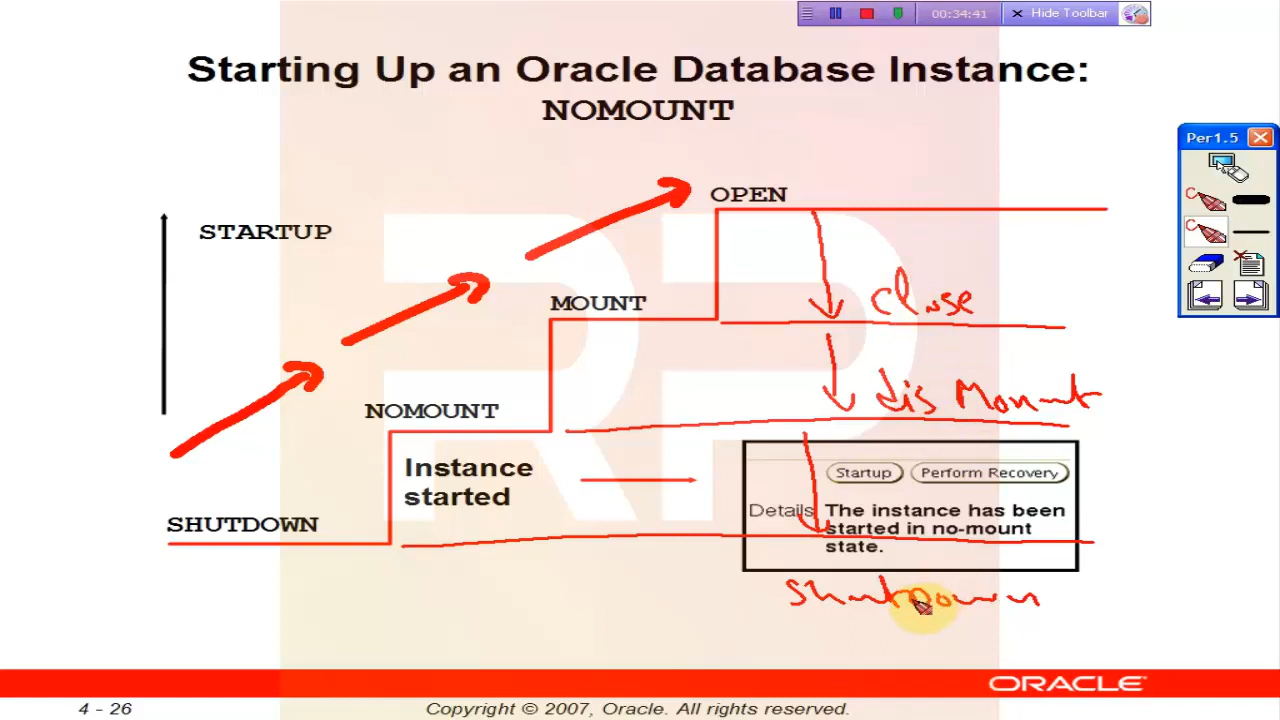 00:34:41 Hide Toolbar
Starting Up an Oracle Database Instance:
NOMOUNT
Per1.5
OPEN
STARTUP
close
MOUNT
dis Mount
NOMOUNT
Instance
started
Startup Perform Recovery
Details The instance has been
started in no-mount
state.
SHUTDOWN
Shutdown
RP
ORACLE
4 - 26
Copyright © 2007, Oracle. All rights reserved.